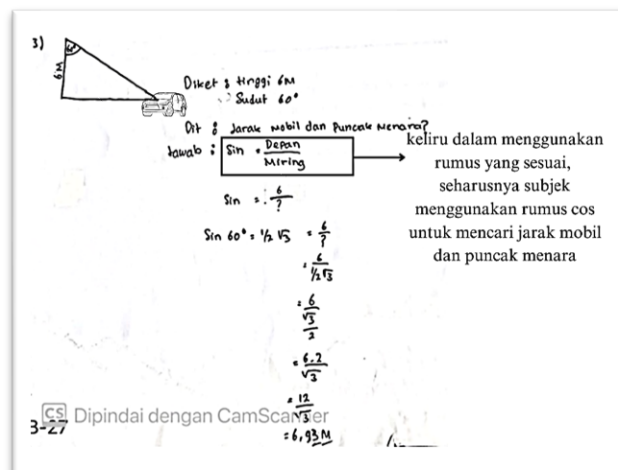 3)
60°
6 M
Diket : tinggi 6M
Sudut 60°
Dit : Jarak Mobil dan Puncak Menara?
Jawab : Sin = Depan / Miring
keliru dalam menggunakan
rumus yang sesuai,
seharusnya subjek
menggunakan rumus cos
untuk mencari jarak mobil
dan puncak menara
Sin = 6/?
Sin 60° = ½ √3 = 6/?
= 6 / ½√3
= 6 / √3/2
= 6.2 / √3
= 12 / √3
= 6,93 M
CS Dipindai dengan CamScanner
3-27